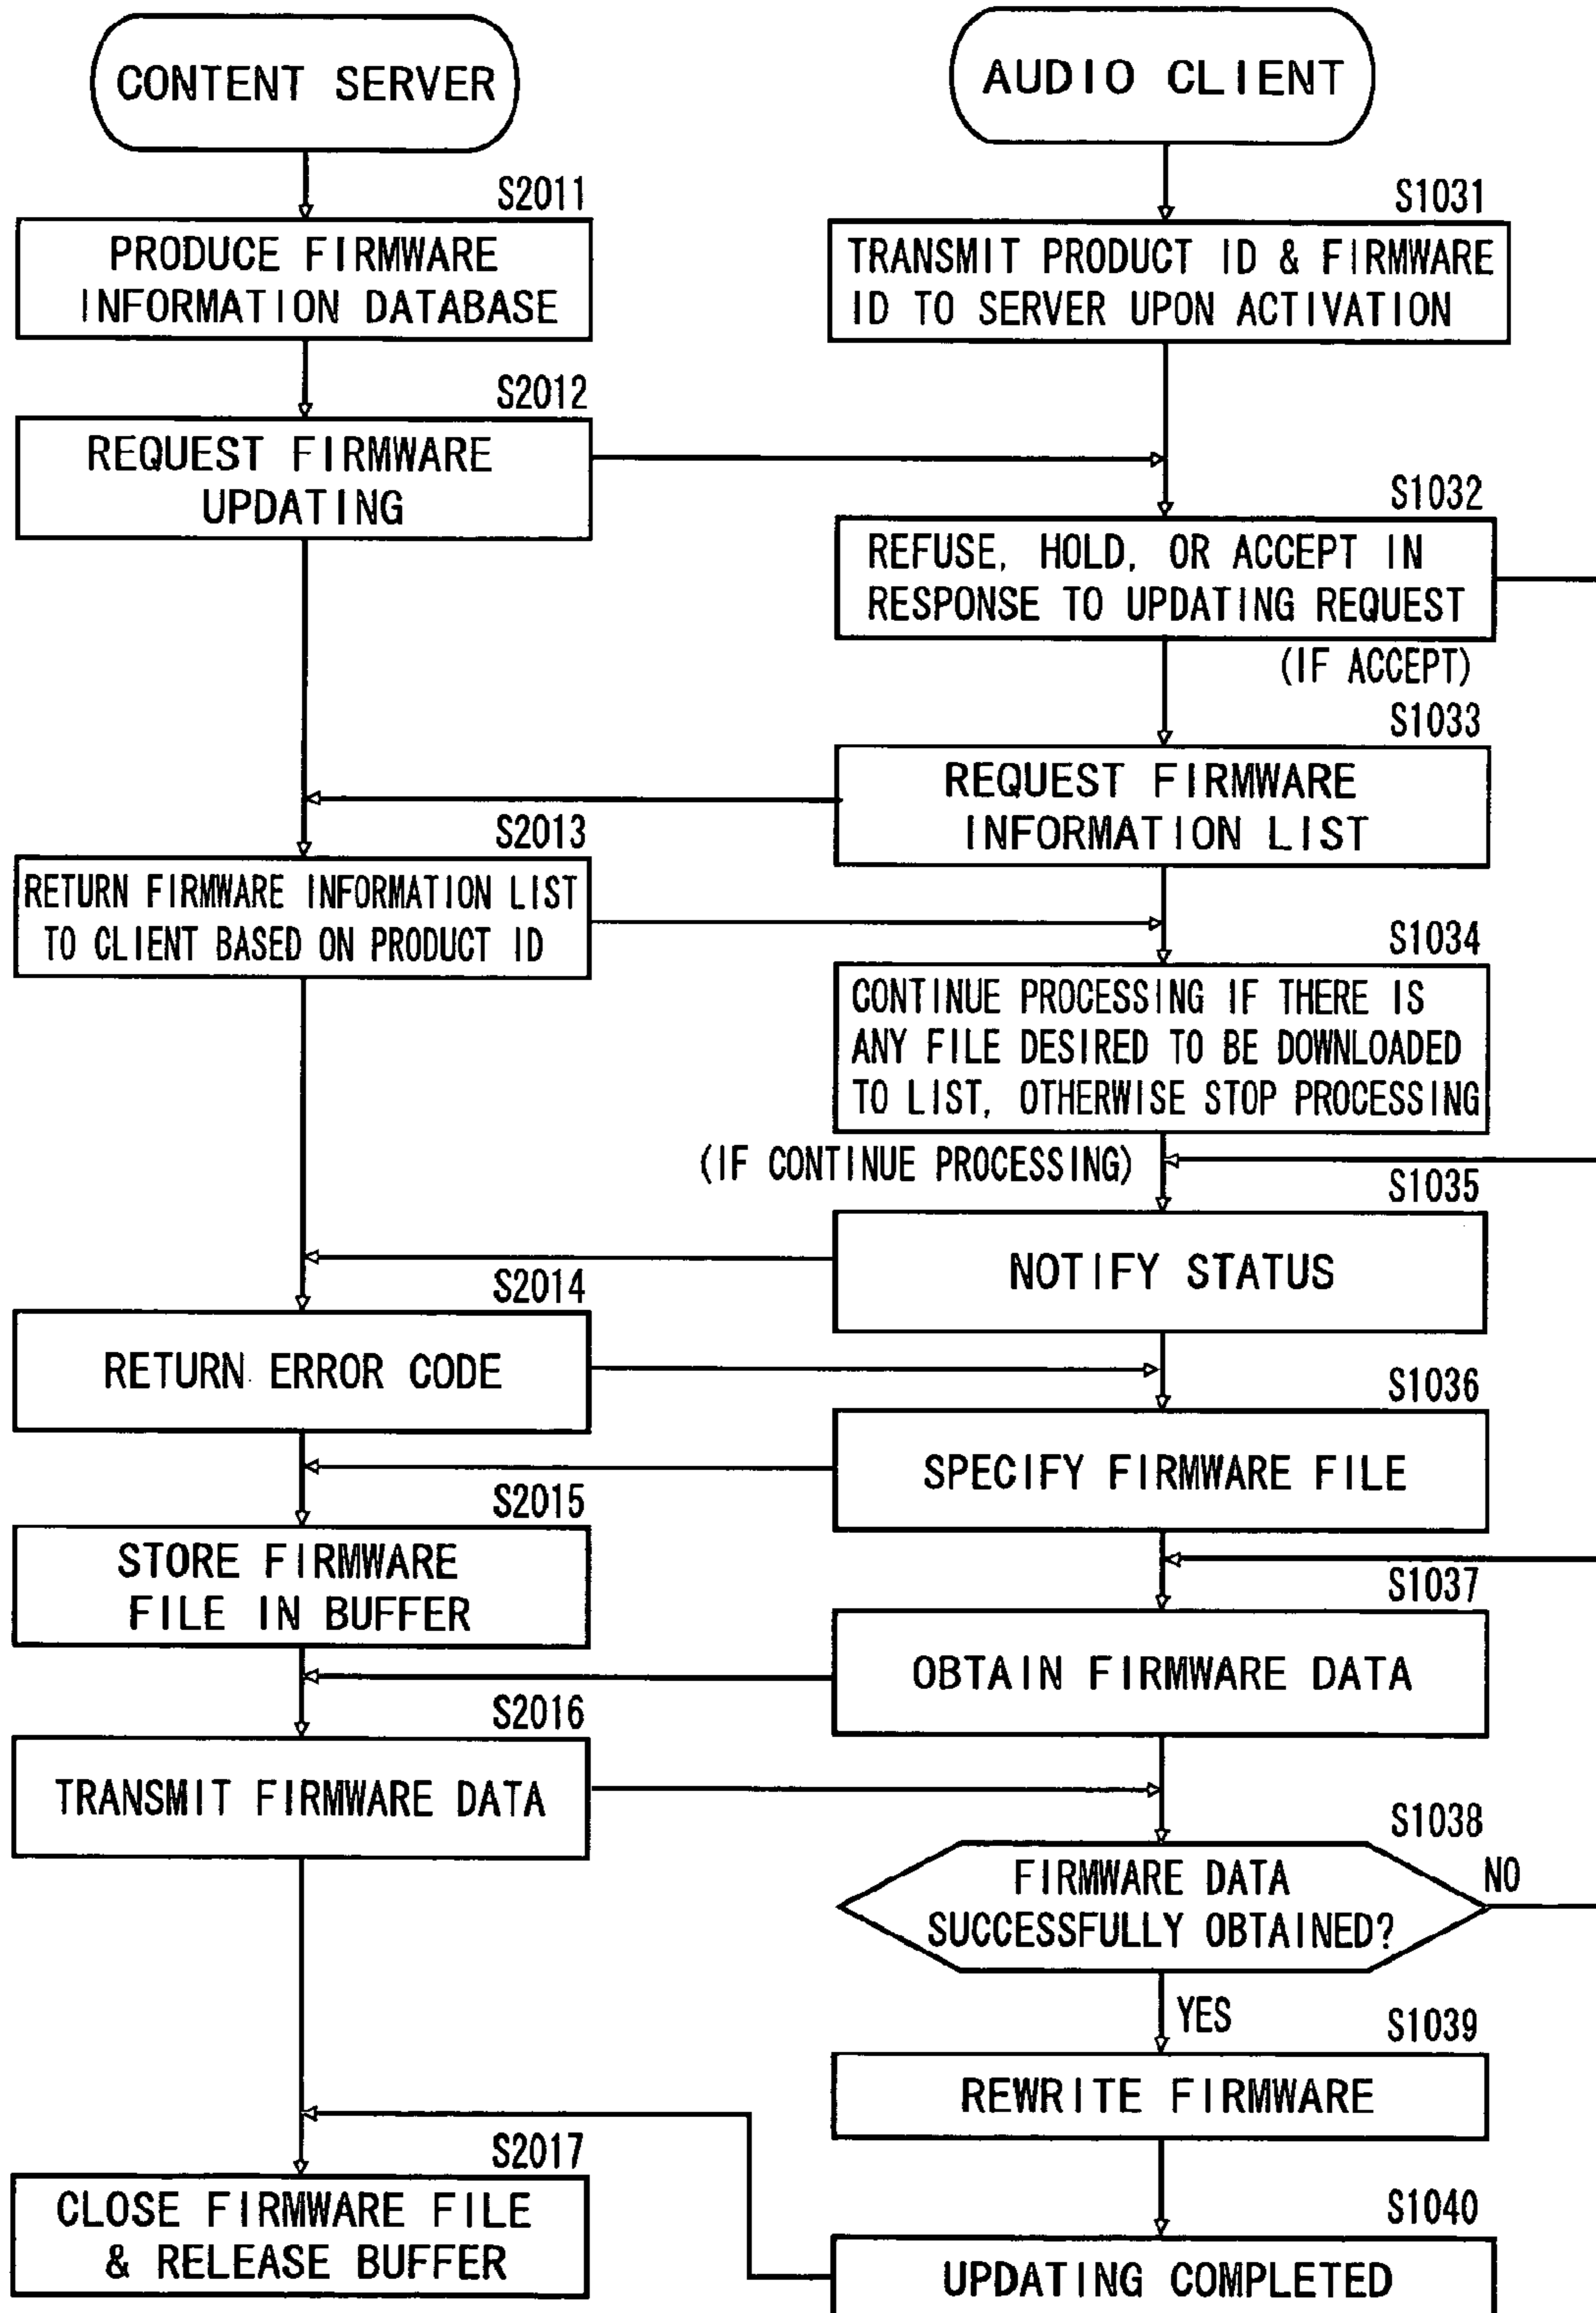 CONTENT SERVER
AUDIO CLIENT
S2011
PRODUCE FIRMWARE
INFORMATION DATABASE
S1031
TRANSMIT PRODUCT ID & FIRMWARE
ID TO SERVER UPON ACTIVATION
S2012
REQUEST FIRMWARE
UPDATING
S1032
REFUSE, HOLD, OR ACCEPT IN
RESPONSE TO UPDATING REQUEST
(IF ACCEPT)
S1033
REQUEST FIRMWARE
INFORMATION LIST
S2013
RETURN FIRMWARE INFORMATION LIST
TO CLIENT BASED ON PRODUCT ID
S1034
CONTINUE PROCESSING IF THERE IS
ANY FILE DESIRED TO BE DOWNLOADED
TO LIST, OTHERWISE STOP PROCESSING
(IF CONTINUE PROCESSING)
S1035
NOTIFY STATUS
S2014
RETURN ERROR CODE
S1036
SPECIFY FIRMWARE FILE
S2015
STORE FIRMWARE
FILE IN BUFFER
S1037
OBTAIN FIRMWARE DATA
S2016
TRANSMIT FIRMWARE DATA
S1038
FIRMWARE DATA
SUCCESSFULLY OBTAINED?
NO
YES
S1039
REWRITE FIRMWARE
S2017
CLOSE FIRMWARE FILE
& RELEASE BUFFER
S1040
UPDATING COMPLETED